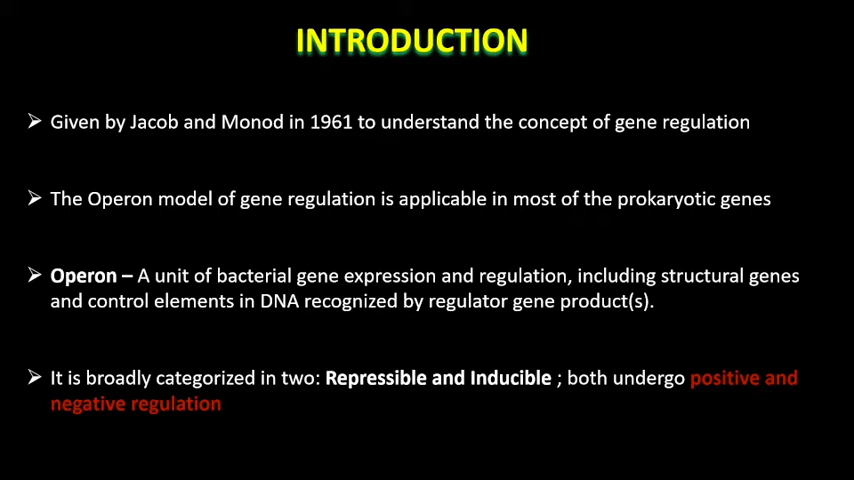 INTRODUCTION
➢ Given by Jacob and Monod in 1961 to understand the concept of gene regulation
➢ The Operon model of gene regulation is applicable in most of the prokaryotic genes
➢ Operon – A unit of bacterial gene expression and regulation, including structural genes
and control elements in DNA recognized by regulator gene product(s).
➢ It is broadly categorized in two: Repressible and Inducible ; both undergo positive and
negative regulation